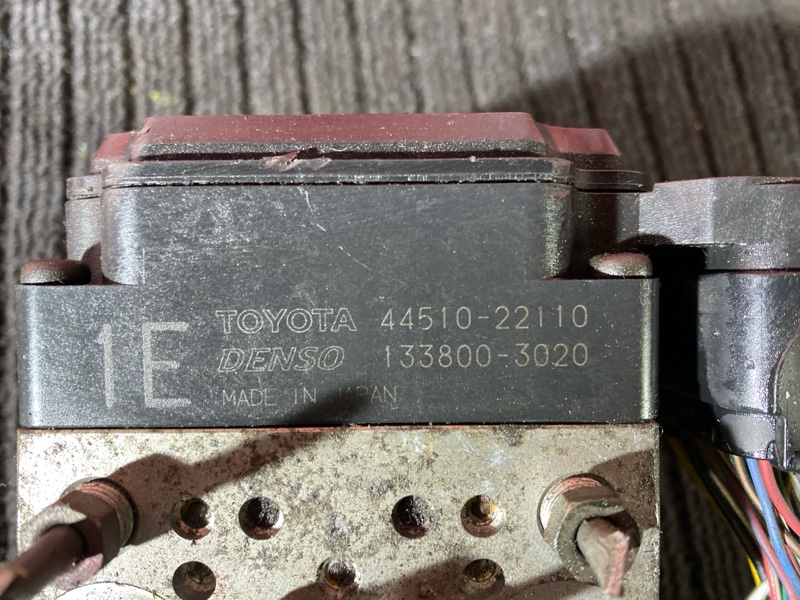 1E
TOYOTA 44510-22110
DENSO 133800-3020
MADE IN JAPAN